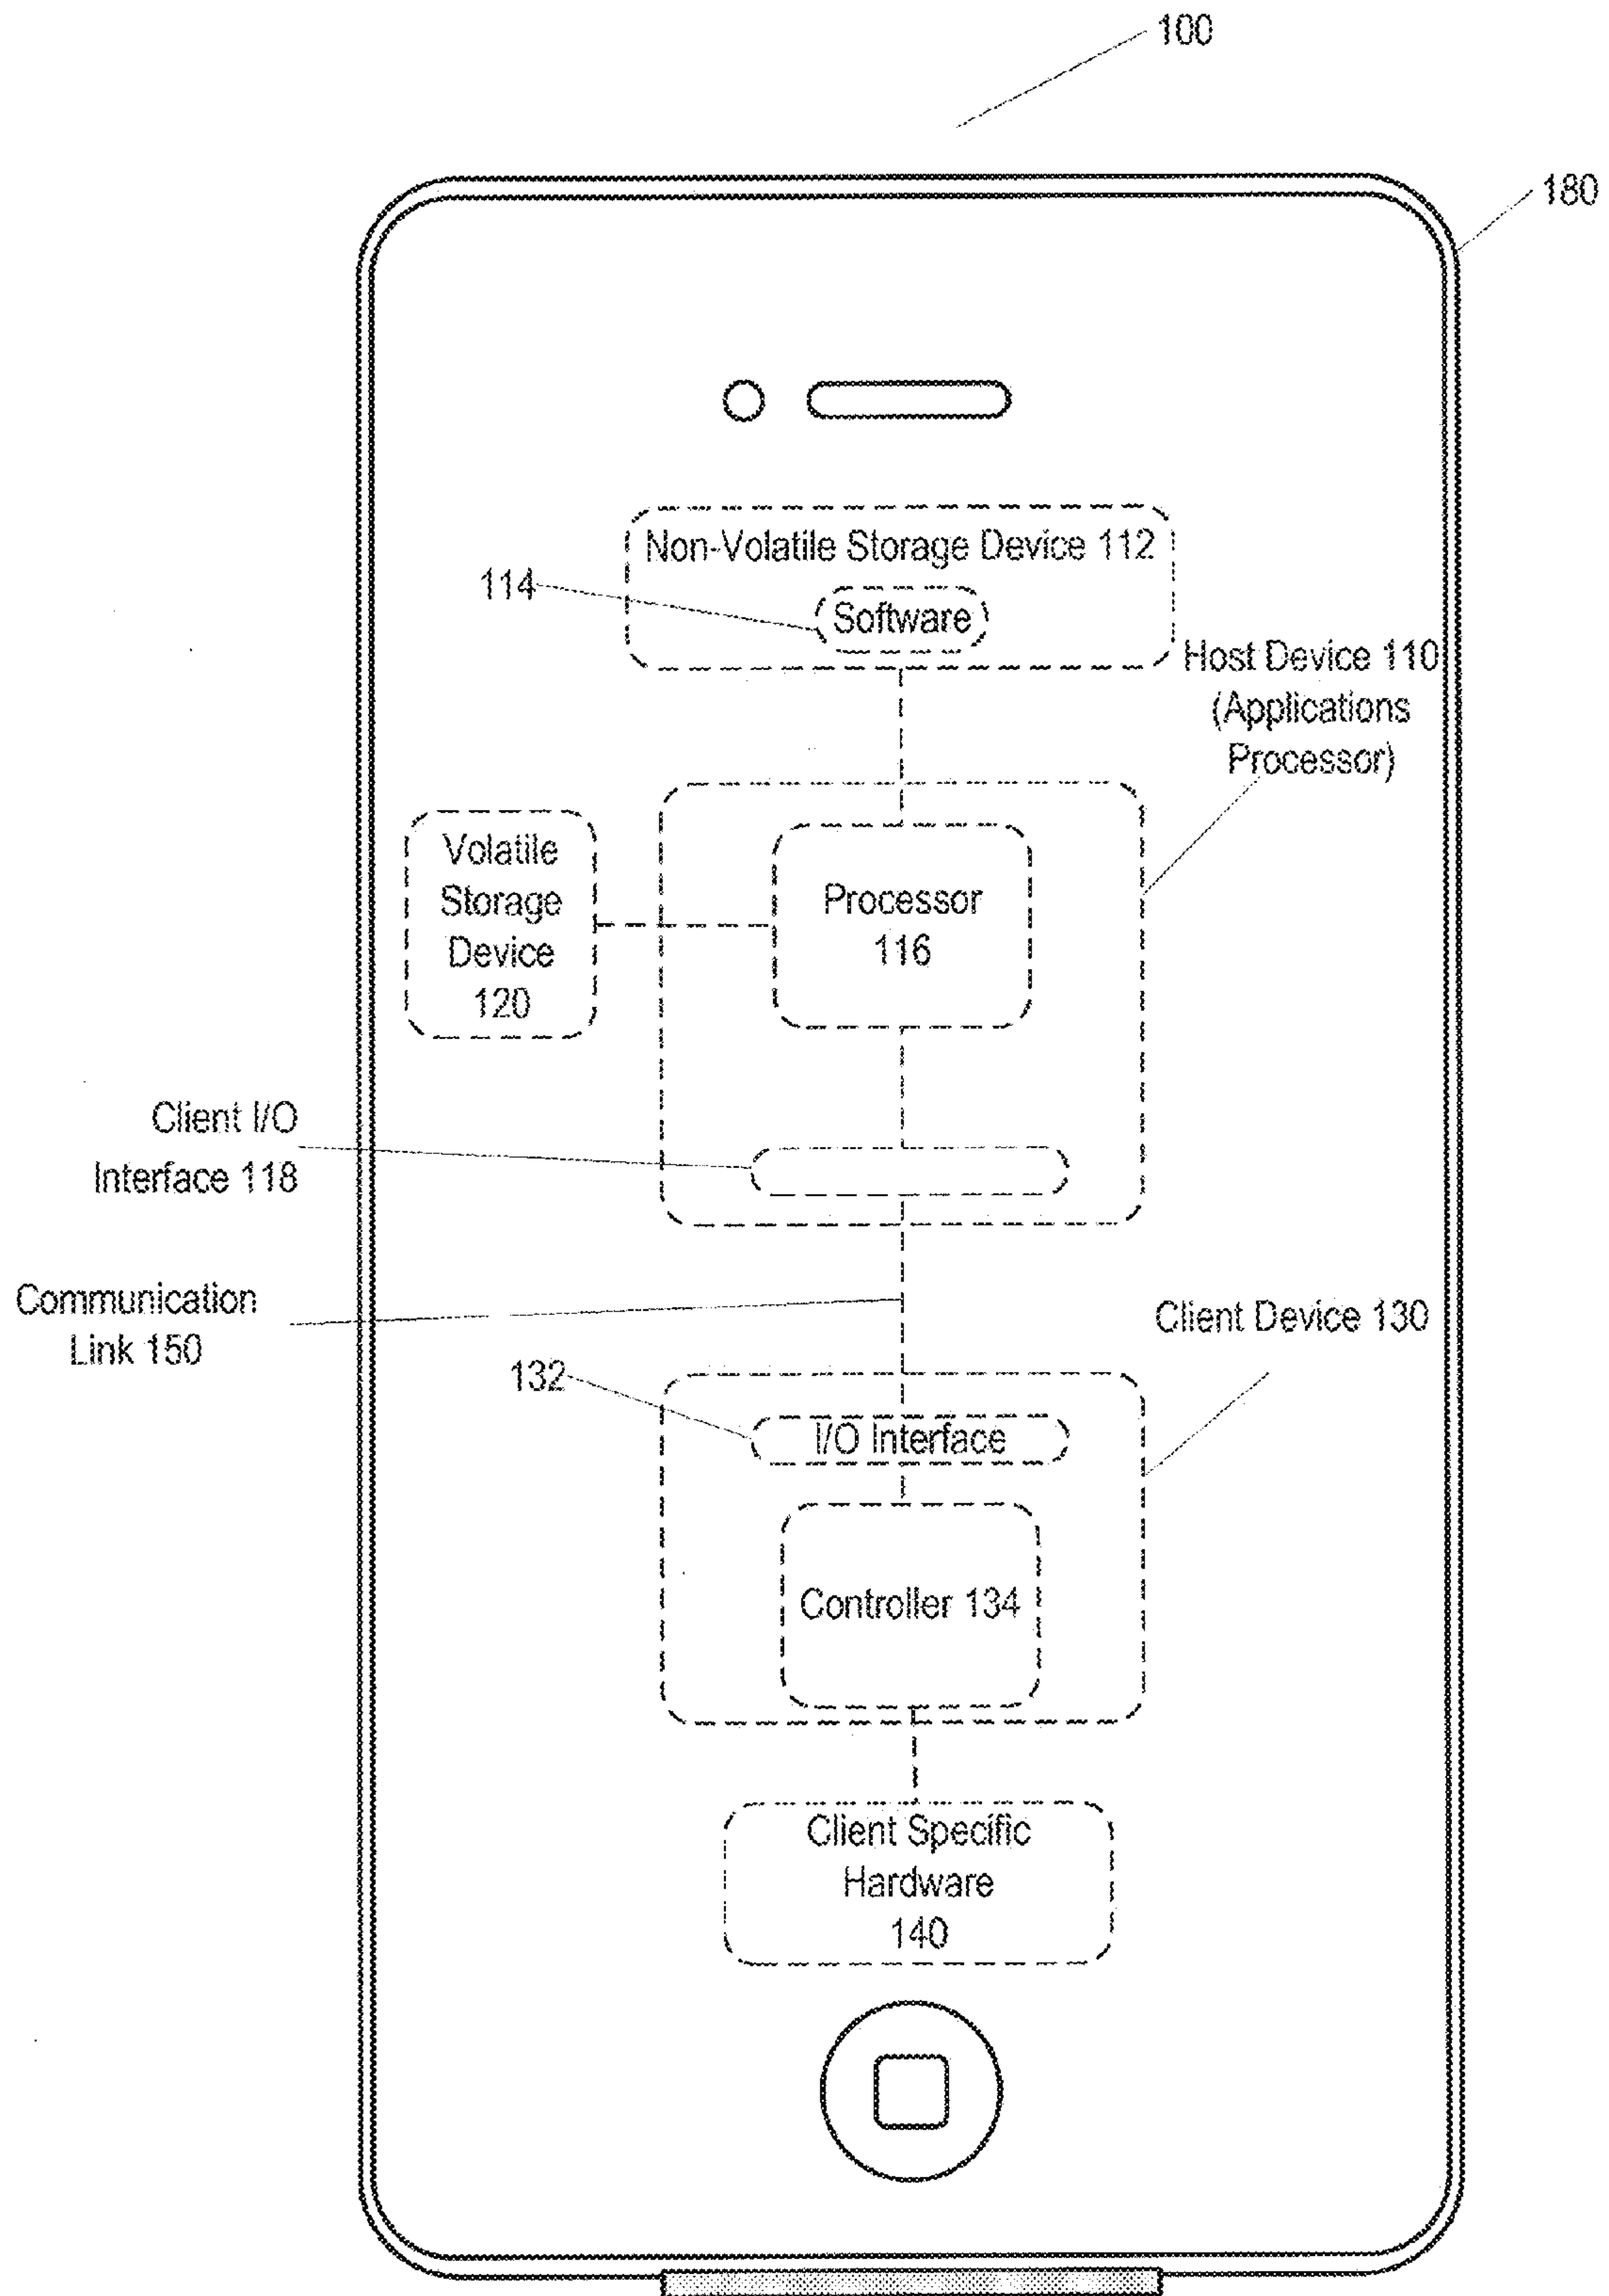 100
180
Non-Volatile Storage Device 112
114
Software
Host Device 110
(Applications
Processor)
Volatile
Storage
Device
120
Processor
116
Client I/O
Interface 118
Communication
Link 150
Client Device 130
132
I/O Interface
Controller 134
Client Specific
Hardware
140